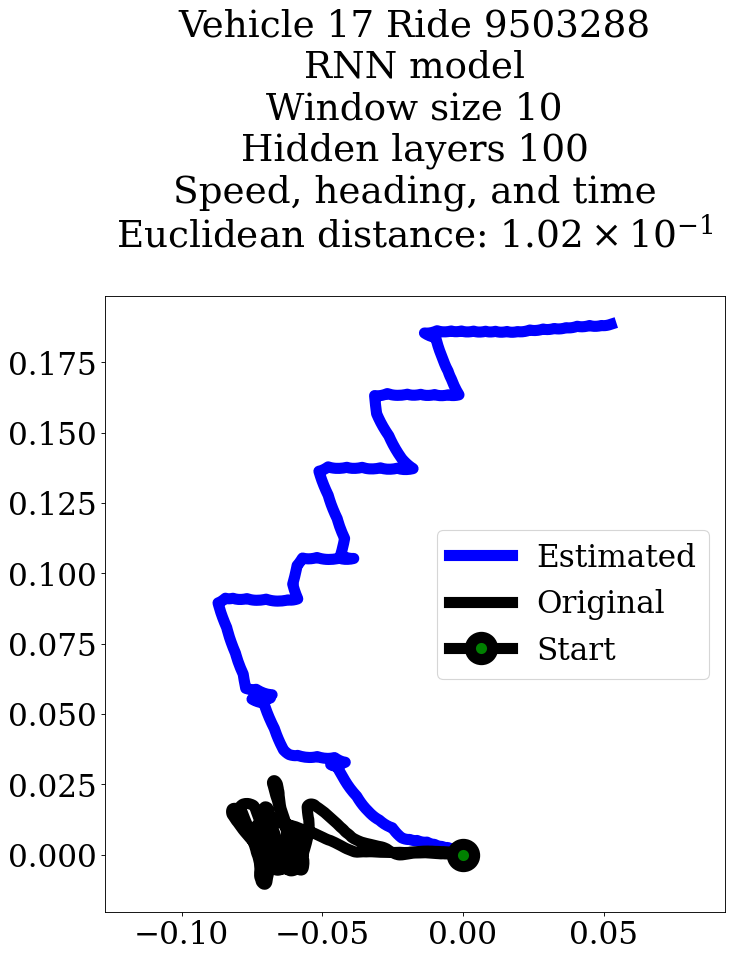 Vehicle 17 Ride 9503288
RNN model
Window size 10
Hidden layers 100
Speed, heading, and time
Euclidean distance: 1.02 × 10⁻¹
0.175
0.150
0.125
0.100
0.075
0.050
0.025
0.000
Estimated
Original
Start
−0.10 −0.05 0.00 0.05